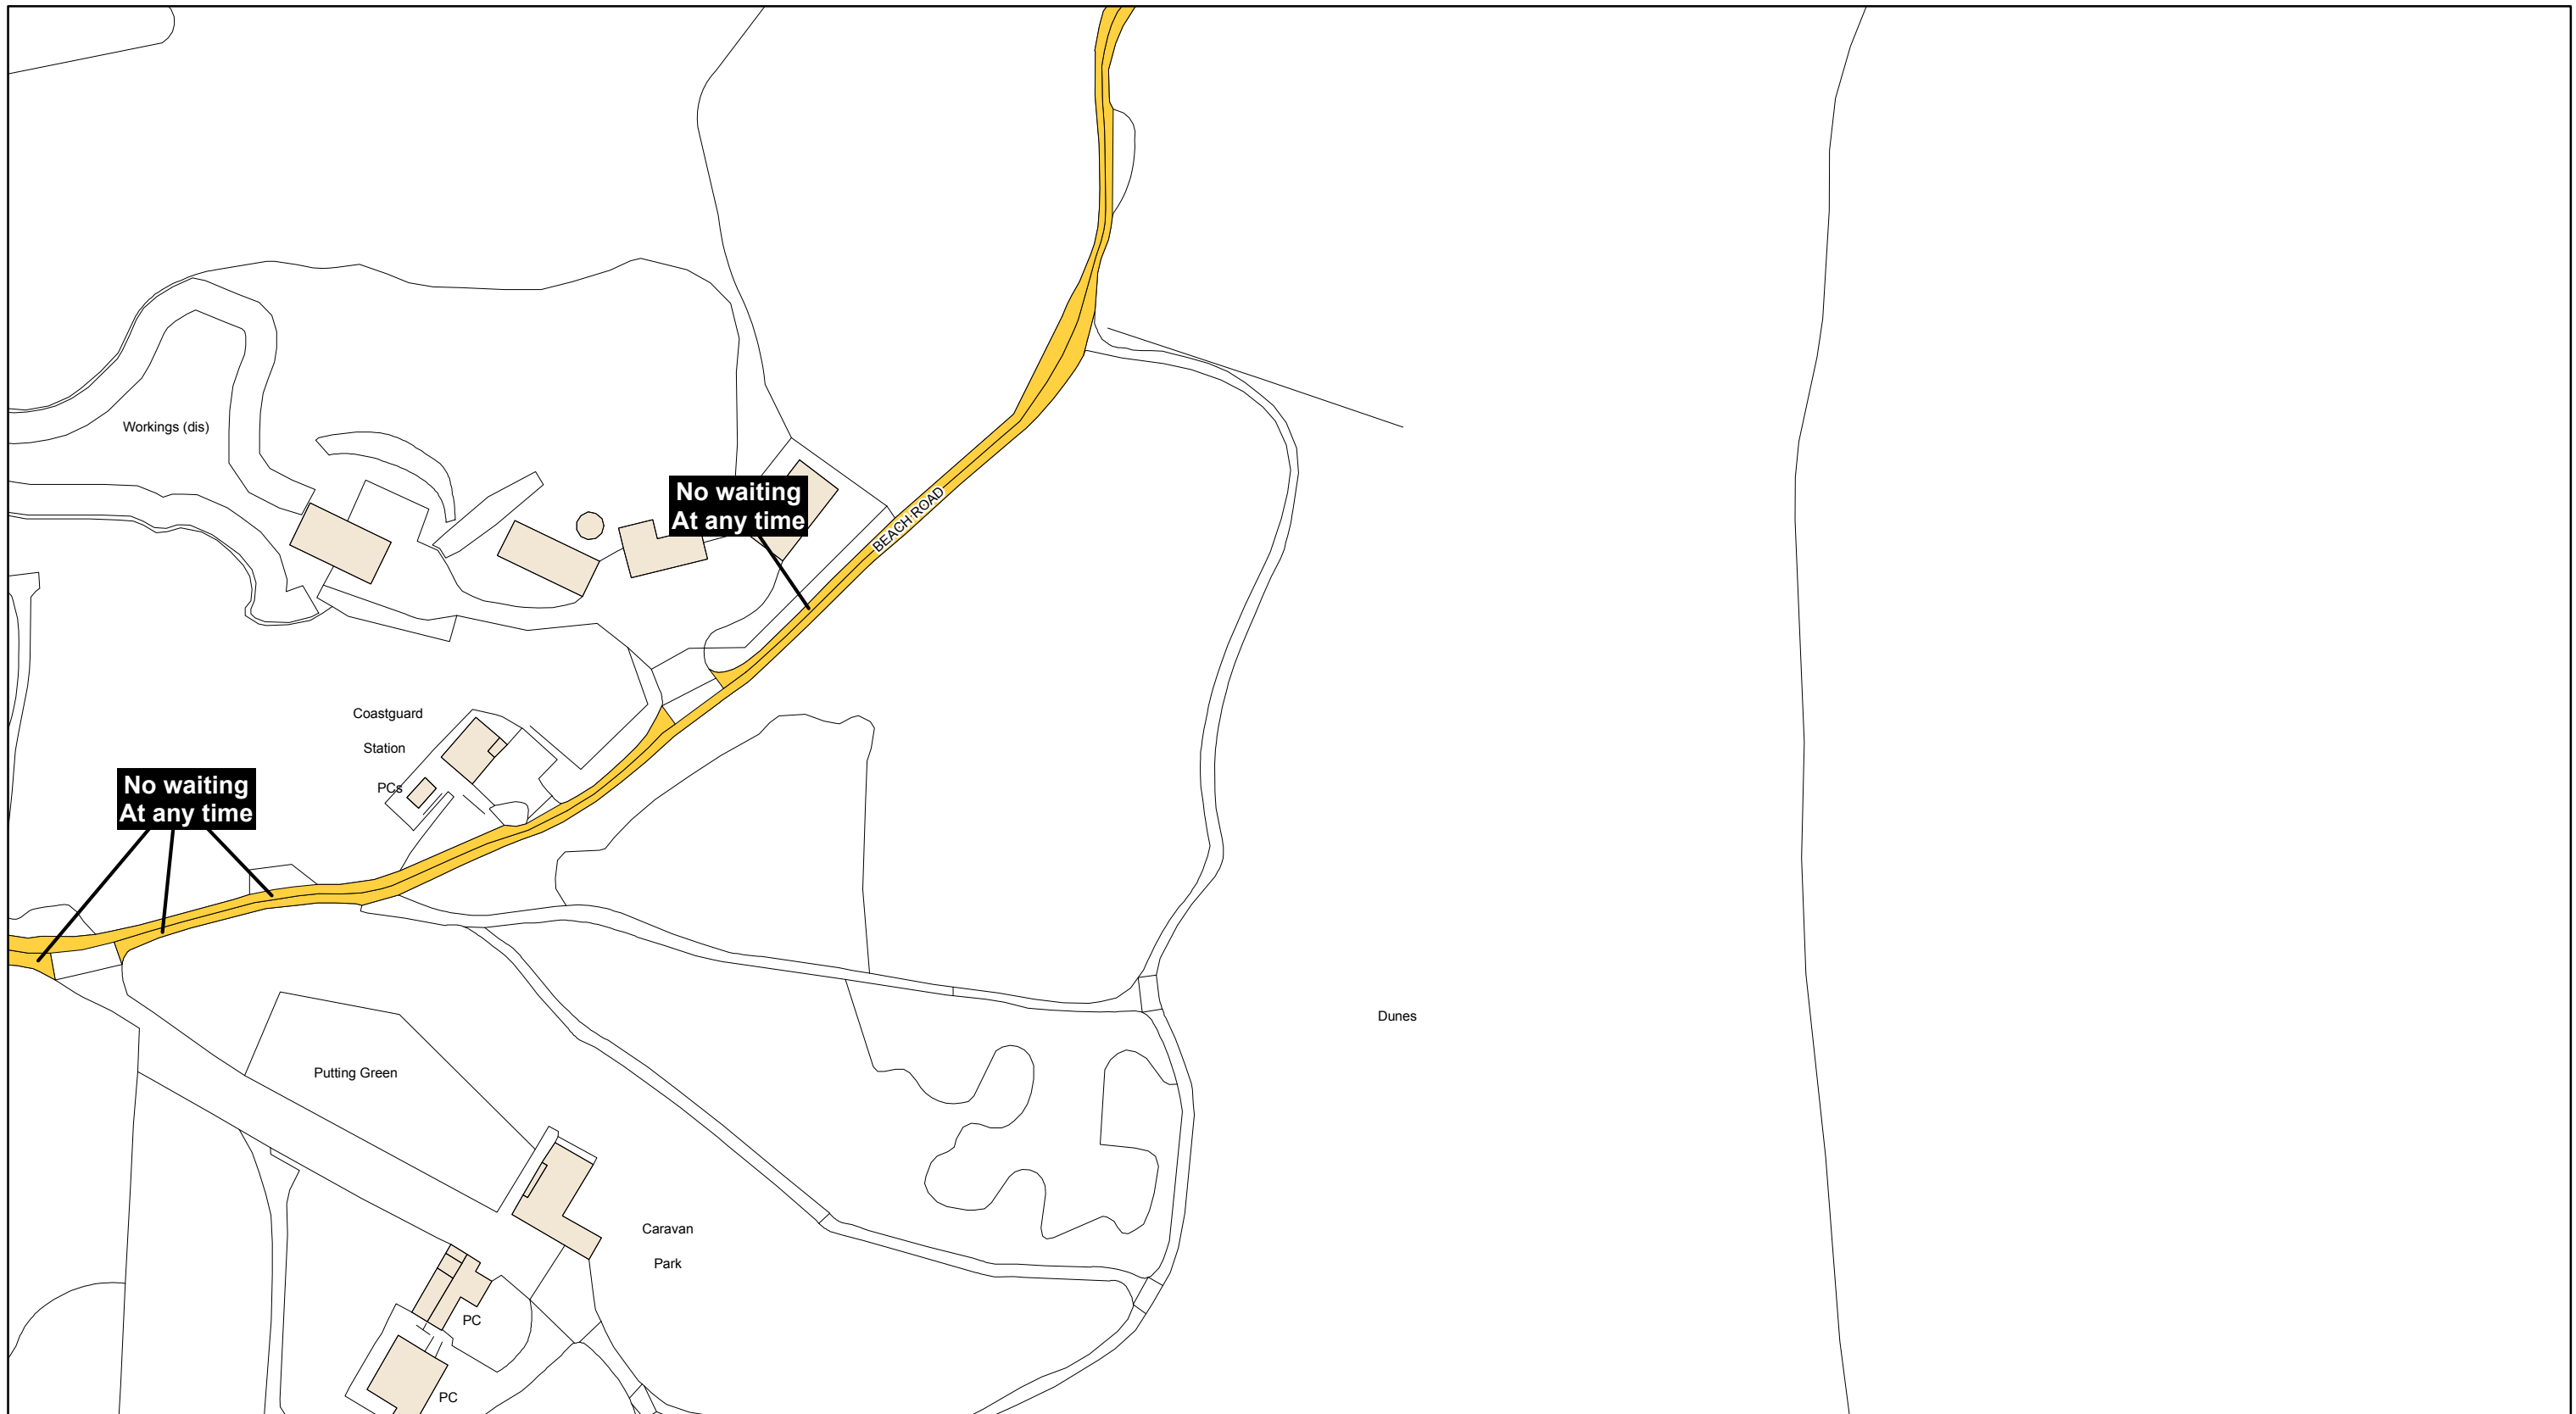 Workings (dis)
No waiting
At any time
BEACH ROAD
Coastguard
Station
PCs
No waiting
At any time
Dunes
Putting Green
Caravan
Park
PC
PC